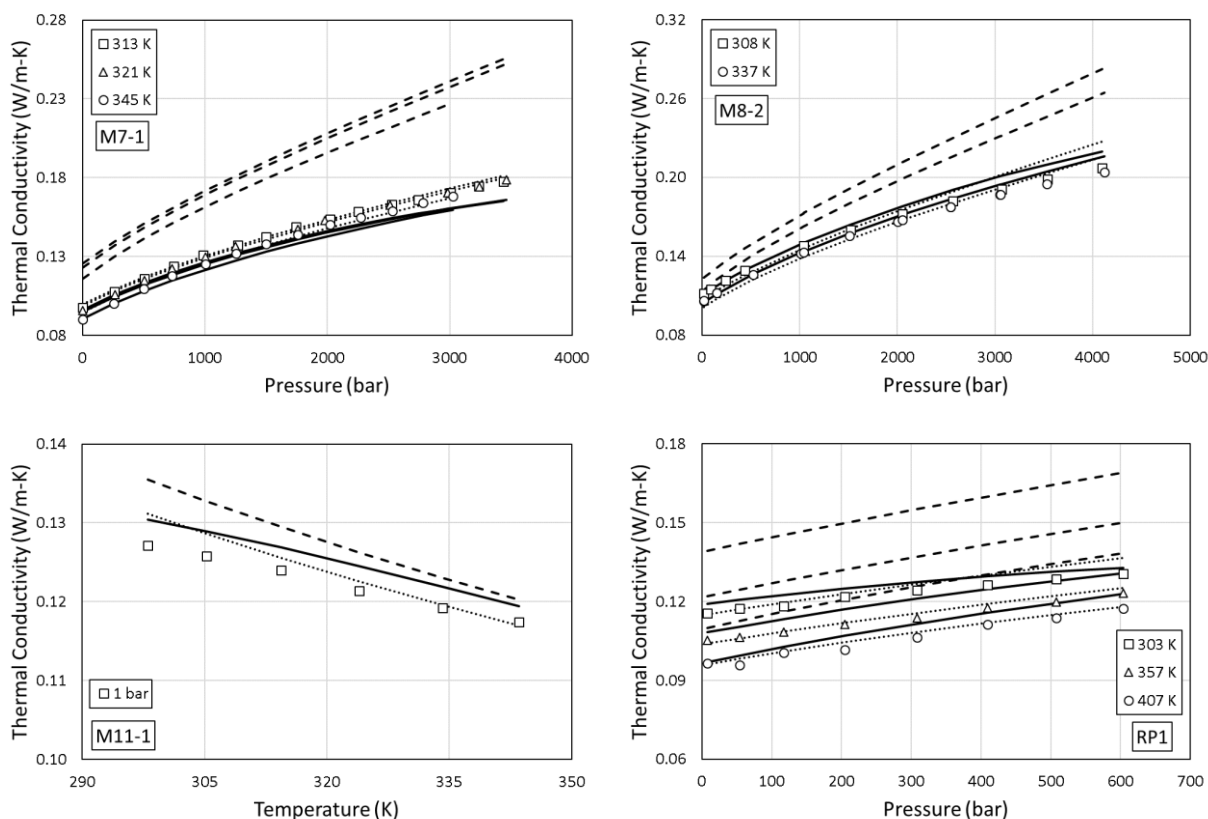 Thermal Conductivity (W/m-K)
0.28
0.23
0.18
0.13
0.08
313 K
321 K
345 K
M7-1
0
1000
2000
3000
4000
Pressure (bar)
Thermal Conductivity (W/m-K)
0.32
0.26
0.20
0.14
0.08
308 K
337 K
M8-2
0
1000
2000
3000
4000
5000
Pressure (bar)
Thermal Conductivity (W/m-K)
0.14
0.13
0.12
0.11
0.10
1 bar
M11-1
290
305
320
335
350
Temperature (K)
Thermal Conductivity (W/m-K)
0.18
0.15
0.12
0.09
0.06
303 K
357 K
407 K
RP1
0
100
200
300
400
500
600
700
Pressure (bar)